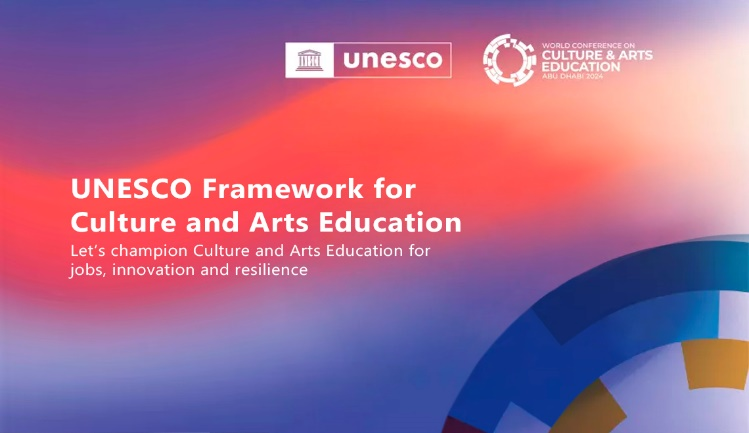 unesco
WORLD CONFERENCE ON
CULTURE & ARTS
EDUCATION
ABU DHABI 2024
UNESCO Framework for
Culture and Arts Education
Let's champion Culture and Arts Education for
jobs, innovation and resilience